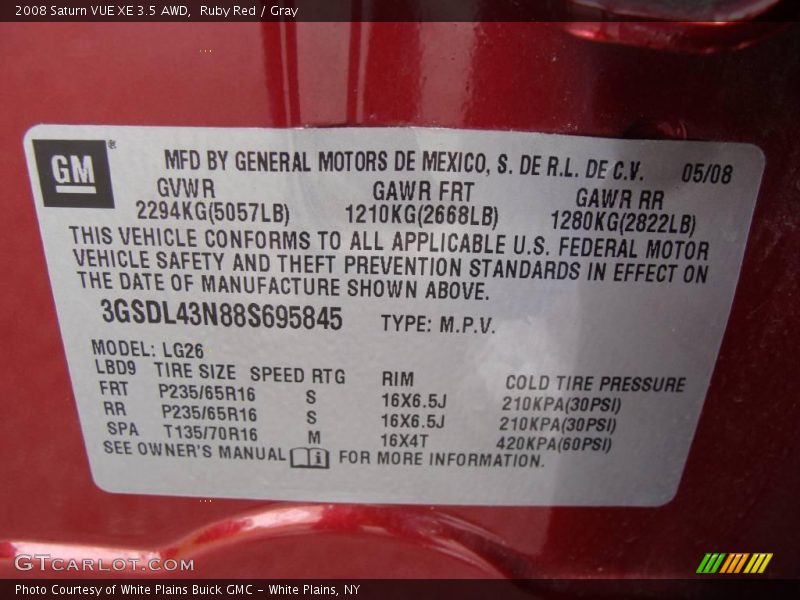 2008 Saturn VUE XE 3.5 AWD,  Ruby Red / Gray
GM®
MFD BY GENERAL MOTORS DE MEXICO, S. DE R.L. DE C.V. 05/08
GVWR GAWR FRT GAWR RR
2294KG(5057LB) 1210KG(2668LB) 1280KG(2822LB)
THIS VEHICLE CONFORMS TO ALL APPLICABLE U.S. FEDERAL MOTOR
VEHICLE SAFETY AND THEFT PREVENTION STANDARDS IN EFFECT ON
THE DATE OF MANUFACTURE SHOWN ABOVE.
3GSDL43N88S695845 TYPE: M.P.V.
MODEL: LG26
LBD9 TIRE SIZE SPEED RTG RIM COLD TIRE PRESSURE
FRT P235/65R16 S 16X6.5J 210KPA(30PSI)
RR P235/65R16 S 16X6.5J 210KPA(30PSI)
SPA T135/70R16 M 16X4T 420KPA(60PSI)
SEE OWNER'S MANUAL i FOR MORE INFORMATION.
GTCARLOT.COM
Photo Courtesy of White Plains Buick GMC - White Plains, NY